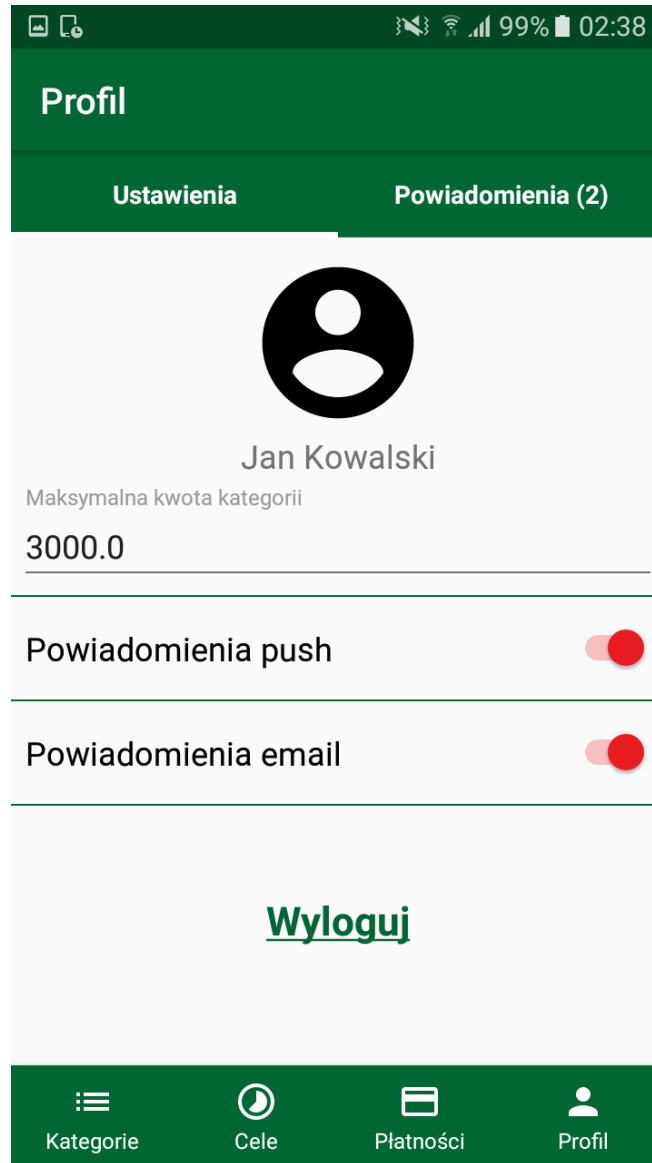 99% 02:38
Profil
Ustawienia Powiadomienia (2)
Jan Kowalski
Maksymalna kwota kategorii
3000.0
Powiadomienia push
Powiadomienia email
Wyloguj
Kategorie Cele Płatności Profil